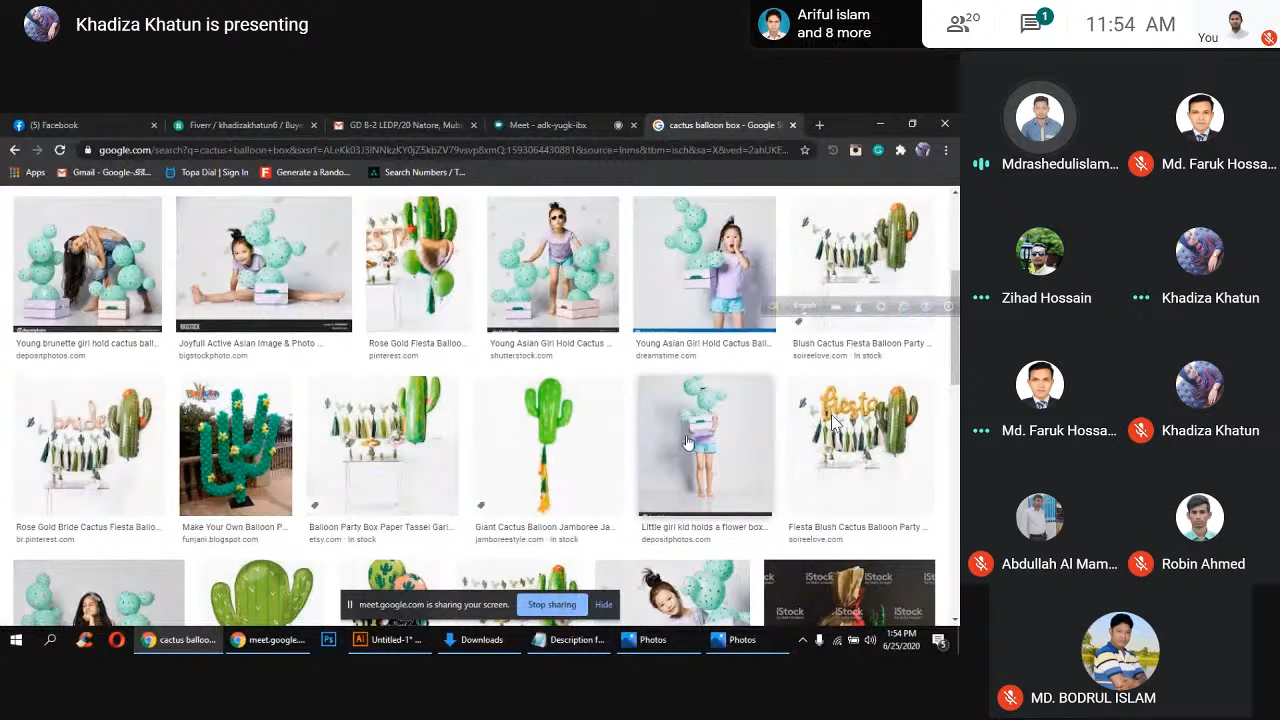 Khadiza Khatun is presenting
Ariful islam
and 8 more
20
1
11:54 AM
You
(5) Facebook
Fiverr / khadizakhatun6 / Buye
GD B-2 LEDP/20 Natore, Mub
Meet - adk-yugk-ibx
cactus balloon box - Google S
Apps
Gmail - Google-এর...
Topa Dial | Sign In
Generate a Rando...
Search Numbers / T...
English
Young brunette girl hold cactus ball...
depositphotos.com
Joyfull Active Asian Image & Photo ...
bigstockphoto.com
Rose Gold Fiesta Balloo...
pinterest.com
Young Asian Girl Hold Cactus ...
shutterstock.com
Young Asian Girl Hold Cactus Ball...
dreamstime.com
Blush Cactus Fiesta Balloon Party ...
soireelove.com · In stock
bride
fiesta
Rose Gold Bride Cactus Fiesta Ballo...
br.pinterest.com
Make Your Own Balloon P...
funjani.blogspot.com
Balloon Party Box Paper Tassel Garl...
etsy.com · In stock
Giant Cactus Balloon Jamboree Ja...
jamboreestyle.com · In stock
Little girl kid holds a flower box...
depositphotos.com
Fiesta Blush Cactus Balloon Party ...
soireelove.com
iStock
iStock
iStock
iStock
meet.google.com is sharing your screen.
Stop sharing
Hide
cactus balloo...
meet.google....
Untitled-1* ...
Downloads
Description f...
Photos
Photos
1:54 PM
6/25/2020
5
Mdrashedulislam...
Md. Faruk Hossa...
Zihad Hossain
Khadiza Khatun
Md. Faruk Hossa...
Khadiza Khatun
Abdullah Al Mam...
Robin Ahmed
MD. BODRUL ISLAM